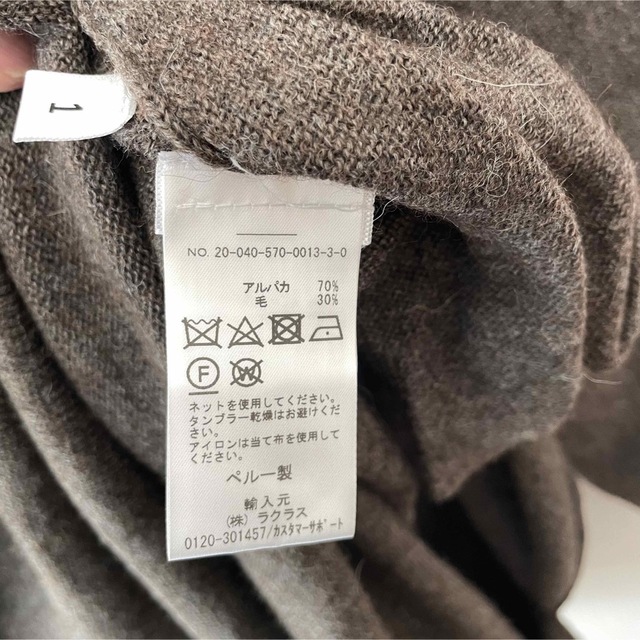 1
NO. 20-040-570-0013-3-0
アルパカ 70%
毛 30%
F
W
ネットを使用してください。
タンブラー乾燥はお避けくだ
さい。
アイロンは当て布を使用して
ください。
ペルー製
輸入元
(株) ラクラス
0120-301457/カスタマーサポート